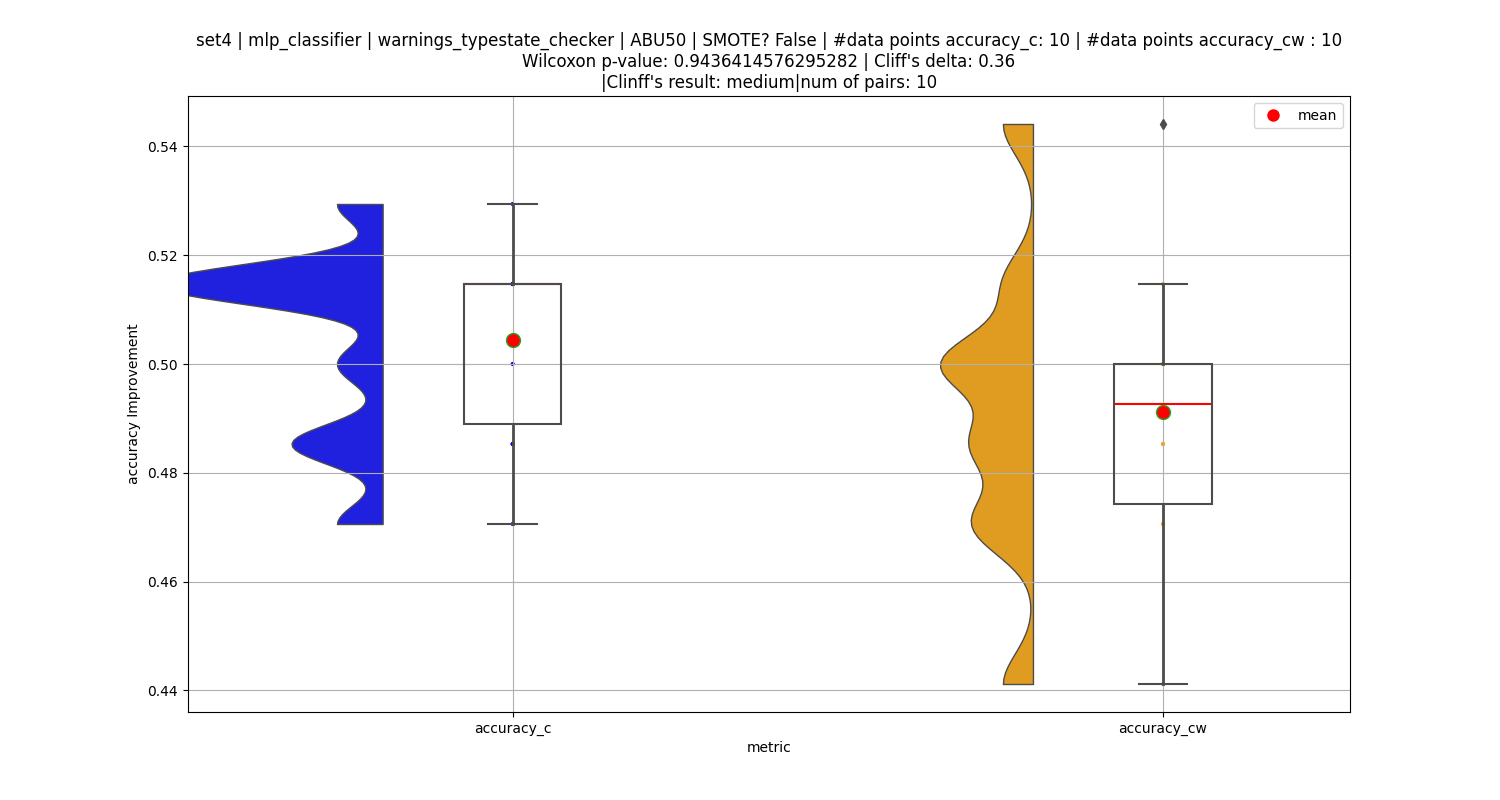 set4 | mlp_classifier | warnings_typestate_checker | ABU50 | SMOTE? False | #data points accuracy_c: 10 | #data points accuracy_cw : 10
Wilcoxon p-value: 0.9436414576295282 | Cliff's delta: 0.36
|Clinff's result: medium|num of pairs: 10
mean
0.54
0.52
0.50
0.48
0.46
0.44
accuracy Improvement
accuracy_c
accuracy_cw
metric